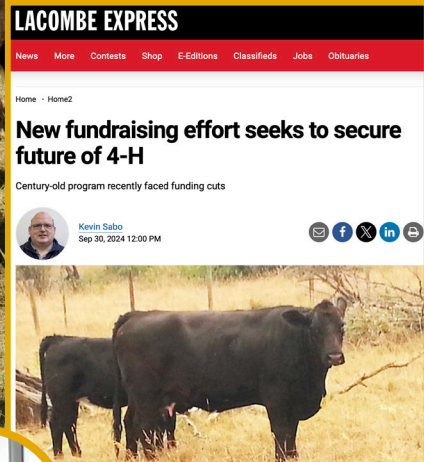 LACOMBE EXPRESS
News More Contests Shop E-Editions Classifieds Jobs Obituaries
Home · Home2
New fundraising effort seeks to secure
future of 4-H
Century-old program recently faced funding cuts
Kevin Sabo
Sep 30, 2024 12:00 PM